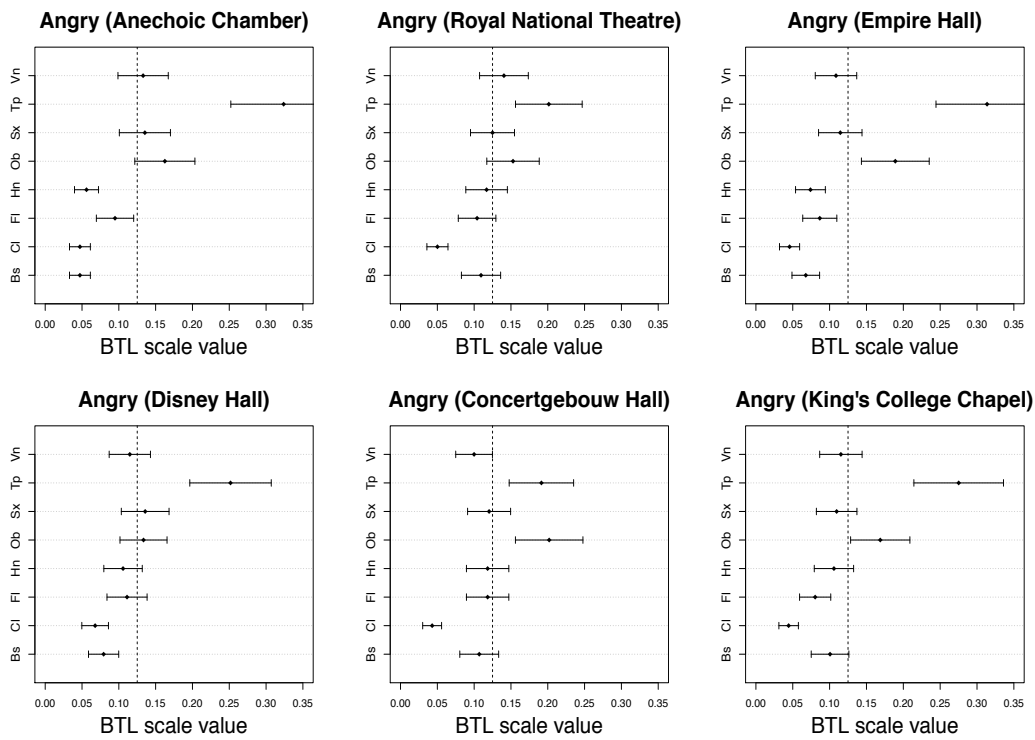 Angry (Anechoic Chamber)
Vn
Tp
Sx
Ob
Hn
Fl
Cl
Bs
0.00 0.05 0.10 0.15 0.20 0.25 0.30 0.35
BTL scale value
Angry (Royal National Theatre)
Vn
Tp
Sx
Ob
Hn
Fl
Cl
Bs
0.00 0.05 0.10 0.15 0.20 0.25 0.30 0.35
BTL scale value
Angry (Empire Hall)
Vn
Tp
Sx
Ob
Hn
Fl
Cl
Bs
0.00 0.05 0.10 0.15 0.20 0.25 0.30 0.35
BTL scale value
Angry (Disney Hall)
Vn
Tp
Sx
Ob
Hn
Fl
Cl
Bs
0.00 0.05 0.10 0.15 0.20 0.25 0.30 0.35
BTL scale value
Angry (Concertgebouw Hall)
Vn
Tp
Sx
Ob
Hn
Fl
Cl
Bs
0.00 0.05 0.10 0.15 0.20 0.25 0.30 0.35
BTL scale value
Angry (King's College Chapel)
Vn
Tp
Sx
Ob
Hn
Fl
Cl
Bs
0.00 0.05 0.10 0.15 0.20 0.25 0.30 0.35
BTL scale value